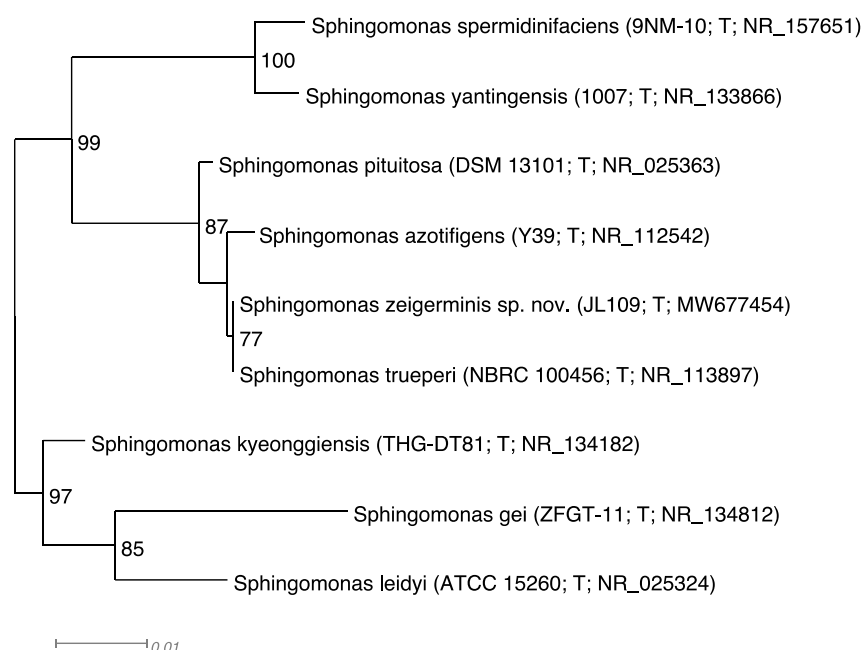 Sphingomonas spermidinifaciens (9NM-10; T; NR_157651)
100
Sphingomonas yantingensis (1007; T; NR_133866)
99
Sphingomonas pituitosa (DSM 13101; T; NR_025363)
87
Sphingomonas azotifigens (Y39; T; NR_112542)
Sphingomonas zeigerminis sp. nov. (JL109; T; MW677454)
77
Sphingomonas trueperi (NBRC 100456; T; NR_113897)
Sphingomonas kyeonggiensis (THG-DT81; T; NR_134182)
97
Sphingomonas gei (ZFGT-11; T; NR_134812)
85
Sphingomonas leidyi (ATCC 15260; T; NR_025324)
0.01